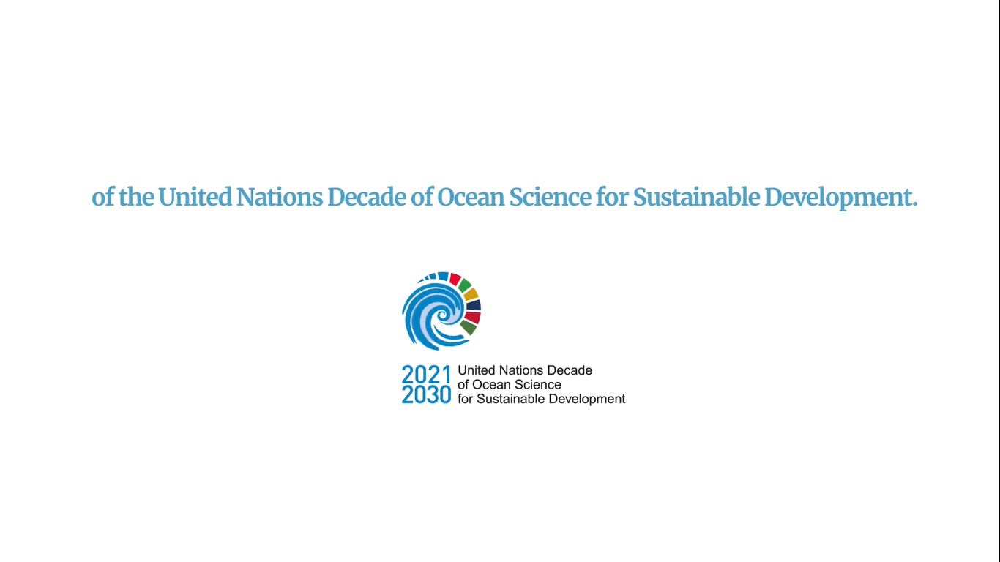 of the United Nations Decade of Ocean Science for Sustainable Development.
2021
2030
United Nations Decade
of Ocean Science
for Sustainable Development